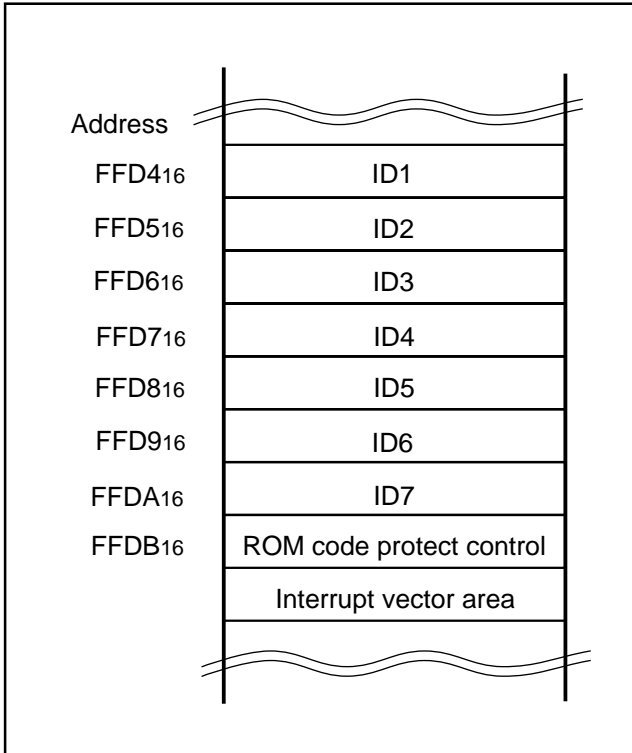 Address
FFD416 ID1
FFD516 ID2
FFD616 ID3
FFD716 ID4
FFD816 ID5
FFD916 ID6
FFDA16 ID7
FFDB16 ROM code protect control
Interrupt vector area